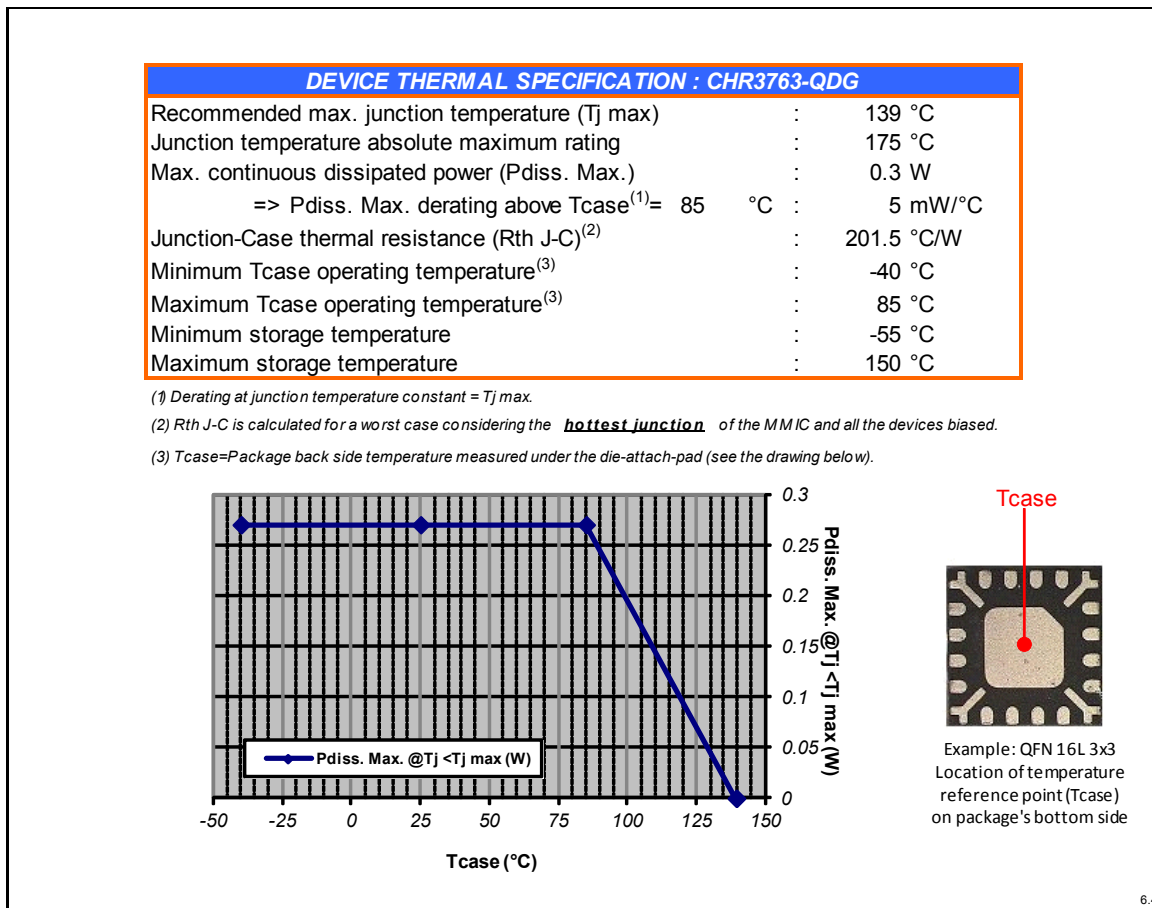 DEVICE THERMAL SPECIFICATION : CHR3763-QDG
Recommended max. junction temperature (Tj max) : 139 °C
Junction temperature absolute maximum rating : 175 °C
Max. continuous dissipated power (Pdiss. Max.) : 0.3 W
=> Pdiss. Max. derating above Tcase(1)= 85 °C : 5 mW/°C
Junction-Case thermal resistance (Rth J-C)(2) : 201.5 °C/W
Minimum Tcase operating temperature(3) : -40 °C
Maximum Tcase operating temperature(3) : 85 °C
Minimum storage temperature : -55 °C
Maximum storage temperature : 150 °C
(1) Derating at junction temperature constant = Tj max.
(2) Rth J-C is calculated for a worst case considering the hottest junction of the MMIC and all the devices biased.
(3) Tcase=Package back side temperature measured under the die-attach-pad (see the drawing below).
0.3
0.25
0.2
0.15
0.1
0.05
0
Pdiss. Max. @Tj <Tj max (W)
Pdiss. Max. @Tj <Tj max (W)
-50 -25 0 25 50 75 100 125 150
Tcase (°C)
Tcase
Example: QFN 16L 3x3
Location of temperature
reference point (Tcase)
on package's bottom side